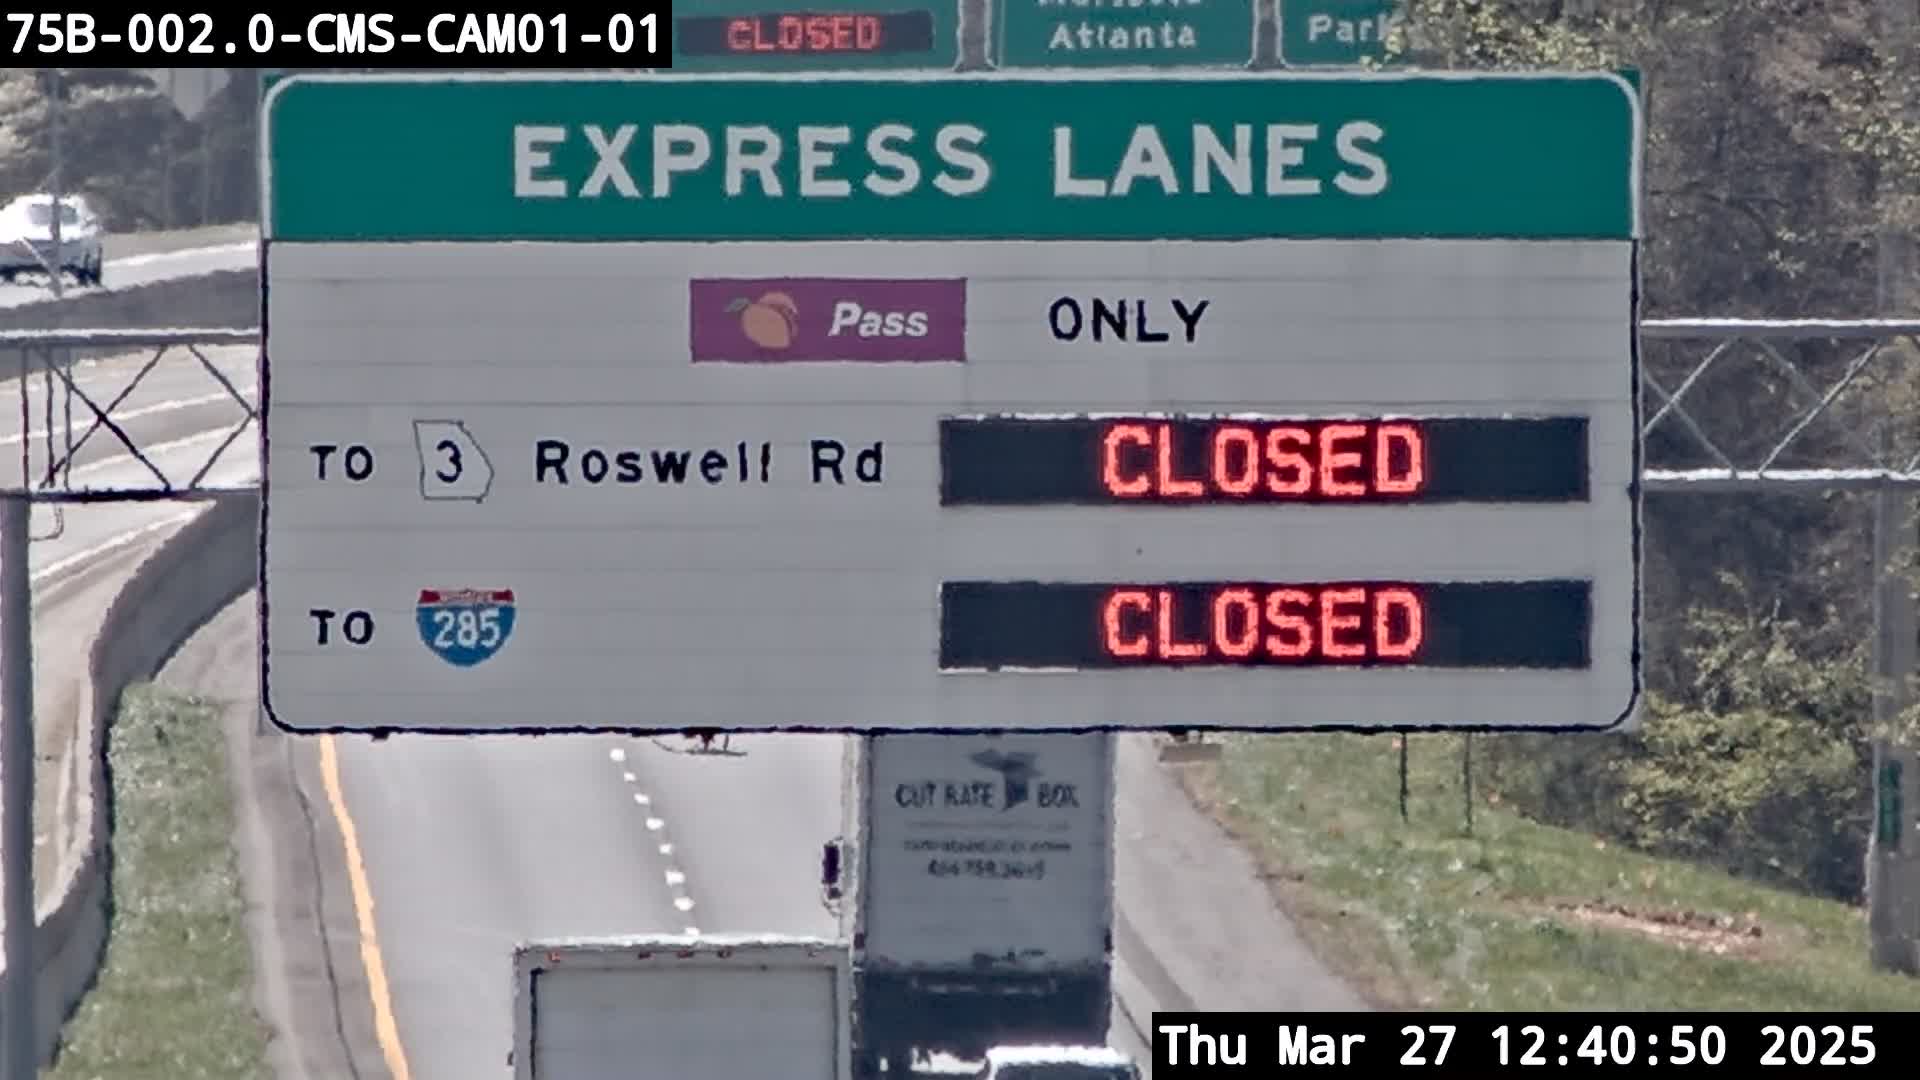 75B-002.0-CMS-CAM01-01
CLOSED
Atlanta
Park
EXPRESS LANES
Pass ONLY
TO 3 Roswell Rd CLOSED
TO 285 CLOSED
CUT RATE BOX
Thu Mar 27 12:40:50 2025